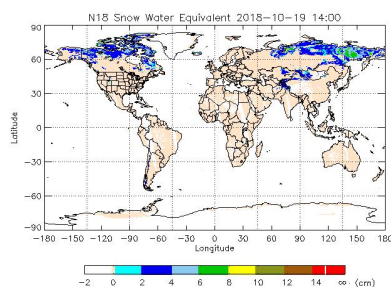 N18 Snow Water Equivalent 2018-10-19 14:00
90
60
30
0
-30
-60
-90
Latitude
-180 -150 -120 -90 -60 -30 0 30 60 90 120 150 180
Longitude
-2 0 2 4 6 8 10 12 14 ∞ (cm)